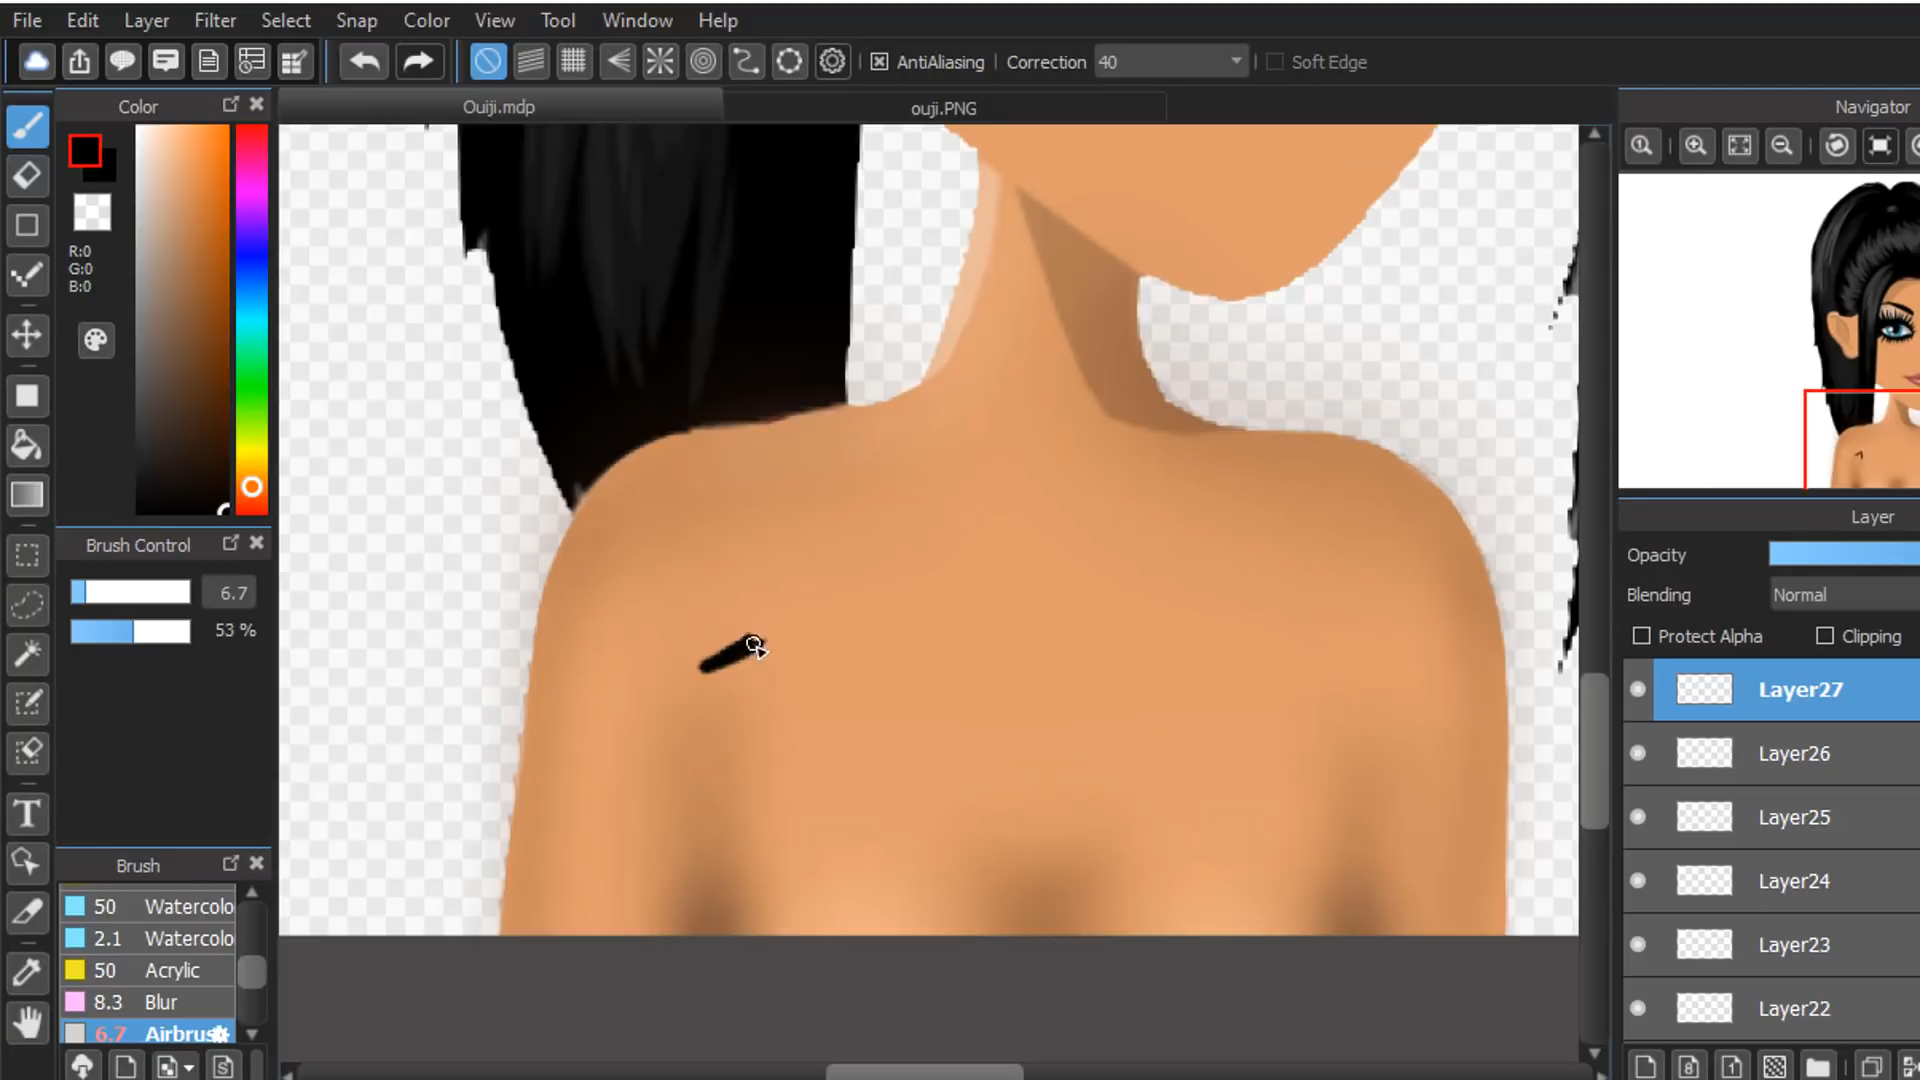 File Edit Layer Filter Select Snap Color View Tool Window Help
AntiAliasing Correction 40 Soft Edge
Color
Ouiji.mdp
ouji.PNG
Navigator
R:0
G:0
B:0
Brush Control
6.7
53 %
Layer
Opacity
Blending Normal
Protect Alpha Clipping
Layer27
Layer26
Layer25
Layer24
Layer23
Layer22
Brush
50 Watercolo
2.1 Watercolo
50 Acrylic
8.3 Blur
6.7 Airbrus